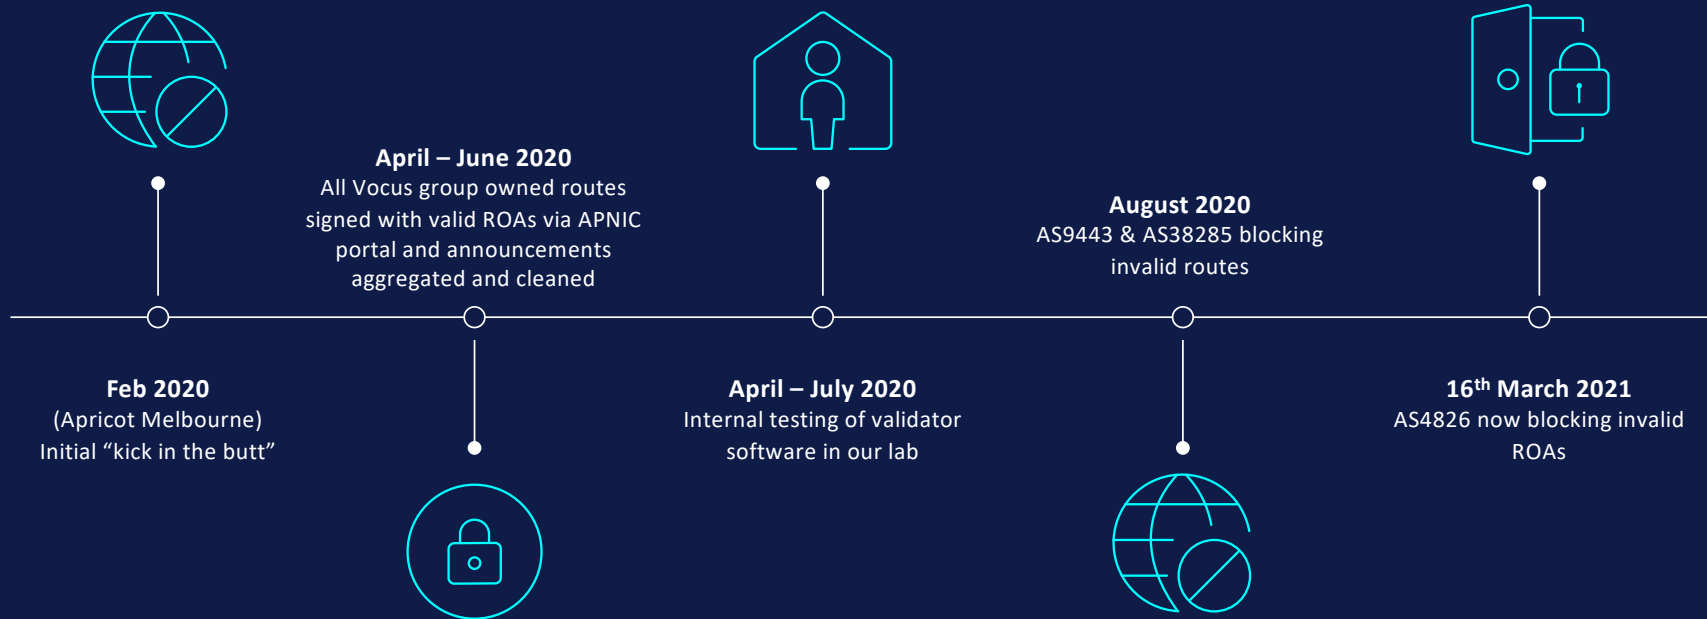 Feb 2020
(Apricot Melbourne)
Initial “kick in the butt”
April – June 2020
All Vocus group owned routes
signed with valid ROAs via APNIC
portal and announcements
aggregated and cleaned
April – July 2020
Internal testing of validator
software in our lab
August 2020
AS9443 & AS38285 blocking
invalid routes
16th March 2021
AS4826 now blocking invalid
ROAs